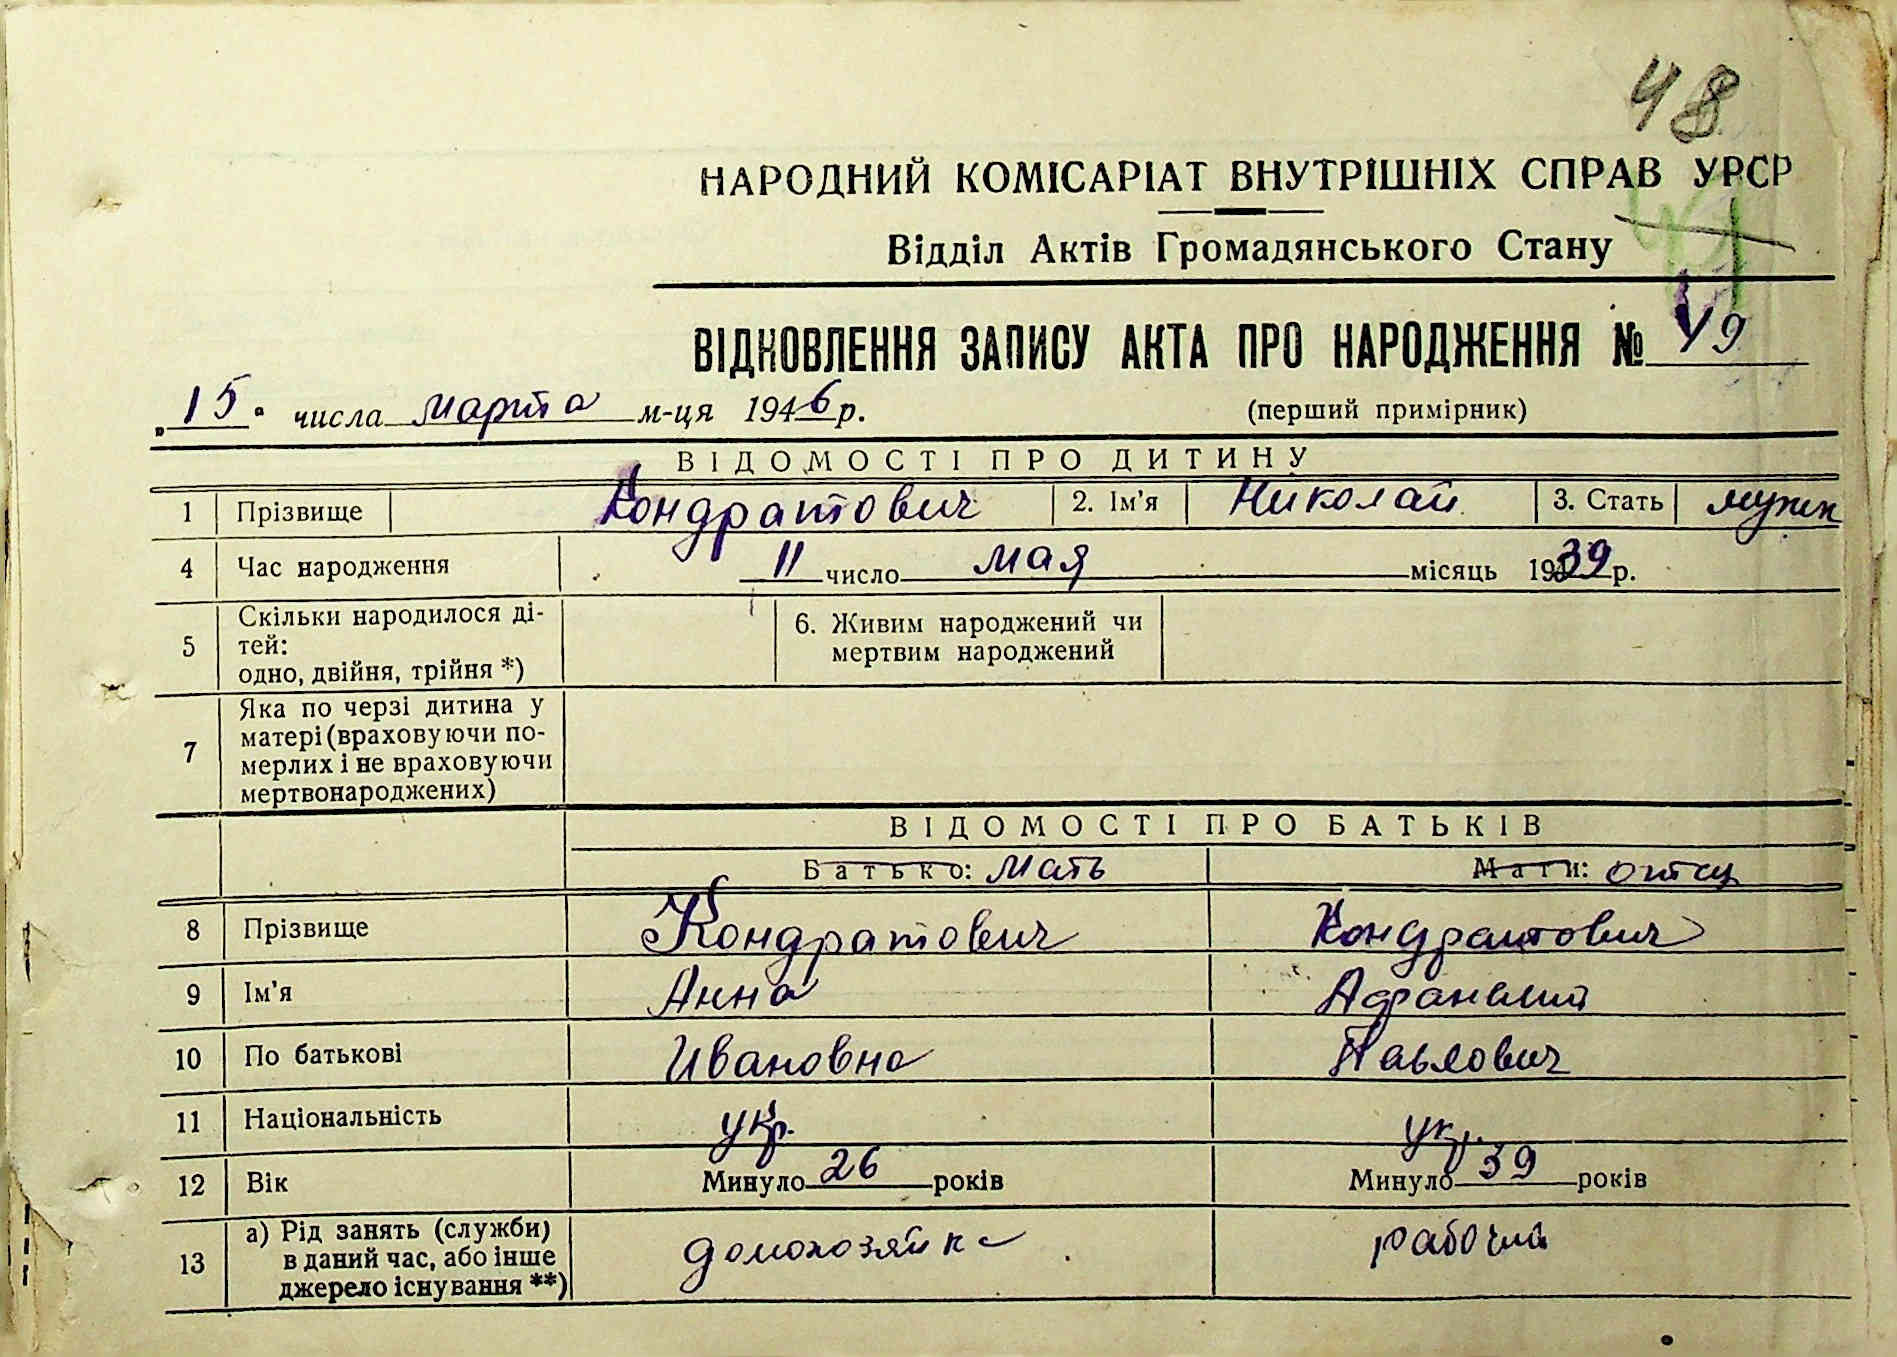 48
НАРОДНИЙ КОМІСАРІАТ ВНУТРІШНІХ СПРАВ УРСР
Відділ Актів Громадянського Стану
ВІДНОВЛЕННЯ ЗАПИСУ АКТА ПРО НАРОДЖЕННЯ № 49
„15“ числа марта м-ця 1946 р. (перший примірник)
ВІДОМОСТІ ПРО ДИТИНУ
1 Прізвище Кондратович 2. Ім'я Николай 3. Стать мужск
4 Час народження 11 число мая місяць 1939 р.
5 Скільки народилося ді-
тей:
одно, двійня, трійня *)
6. Живим народжений чи
мертвим народжений
7 Яка по черзі дитина у
матері (враховуючи по-
мерлих і не враховуючи
мертвонароджених)
ВІДОМОСТІ ПРО БАТЬКІВ
Батько: Мать Мати: отец
8 Прізвище Кондратович Кондратович
9 Ім'я Анна
10 По батькові Ивановна Павлович
11 Національність укр. укр.
12 Вік Минуло 26 років Минуло 39 років
13 а) Рід занять (служби)
в даний час, або інше
джерело існування **)
домохозяйка рабочий